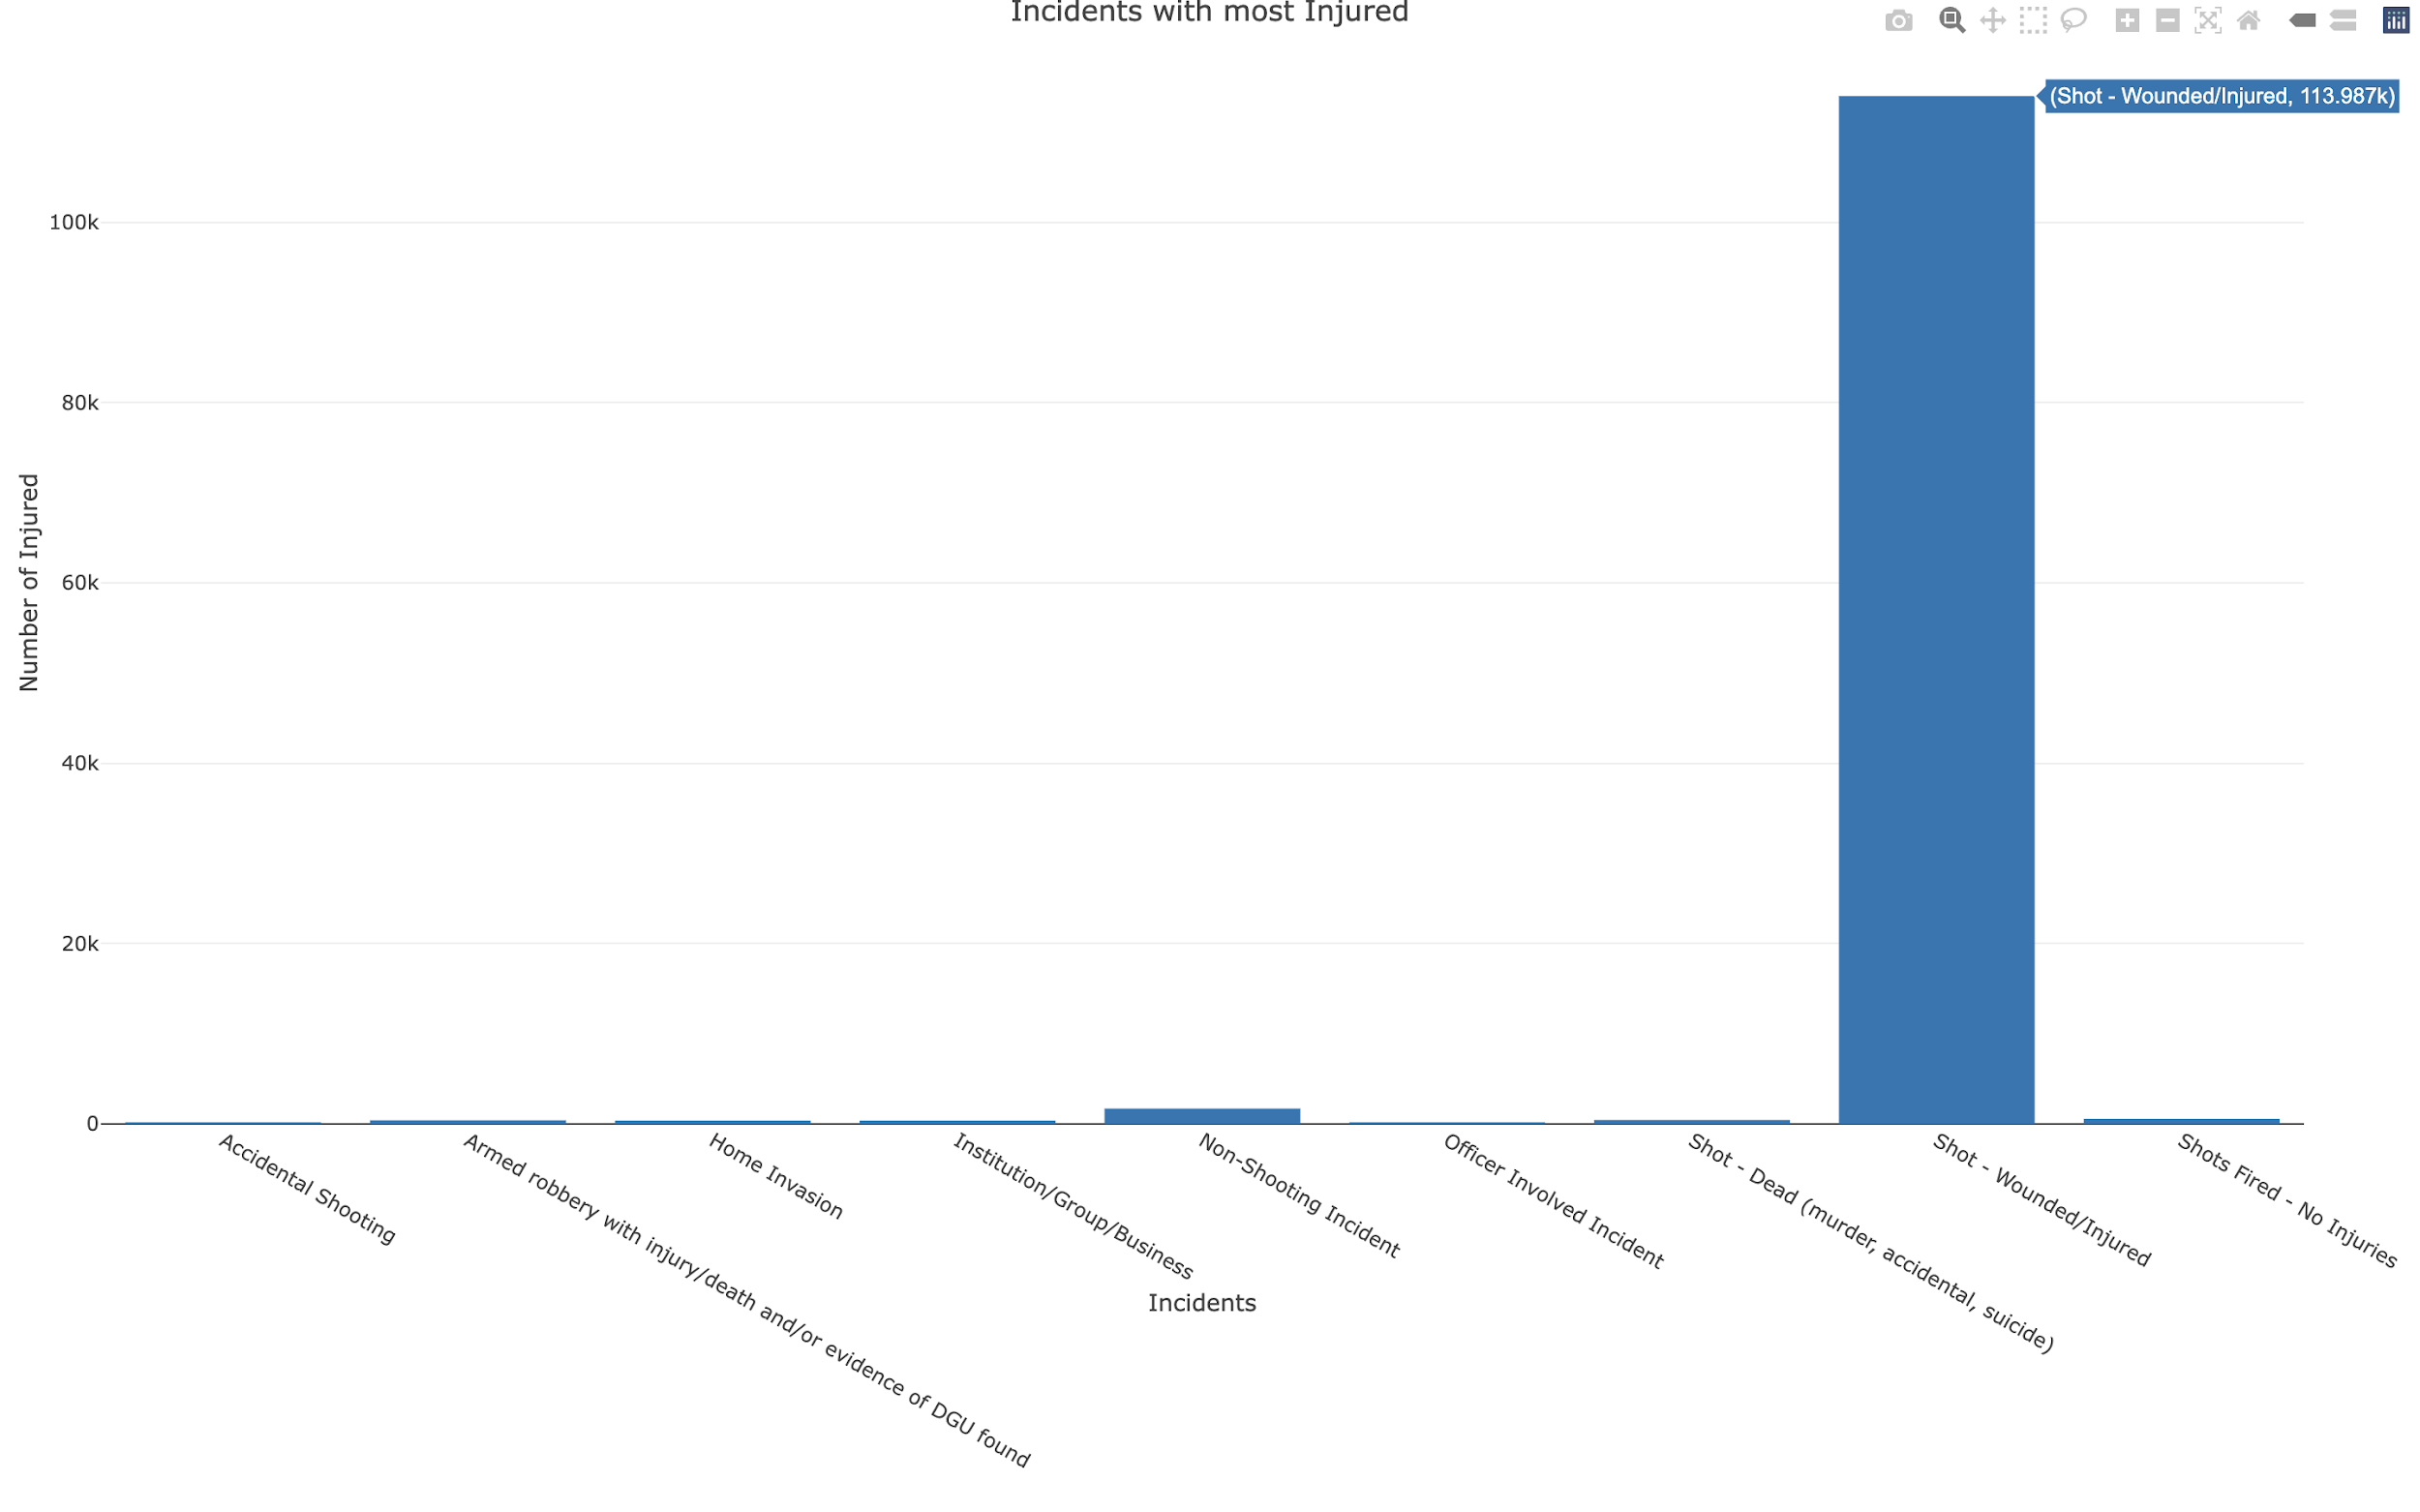 Incidents with most Injured
(Shot - Wounded/Injured, 113.987k)
100k
80k
60k
40k
20k
0
Number of Injured
Accidental Shooting
Armed robbery with injury/death and/or evidence of DGU found
Home Invasion
Institution/Group/Business
Non-Shooting Incident
Officer Involved Incident
Shot - Dead (murder, accidental, suicide)
Shot - Wounded/Injured
Shots Fired - No Injuries
Incidents